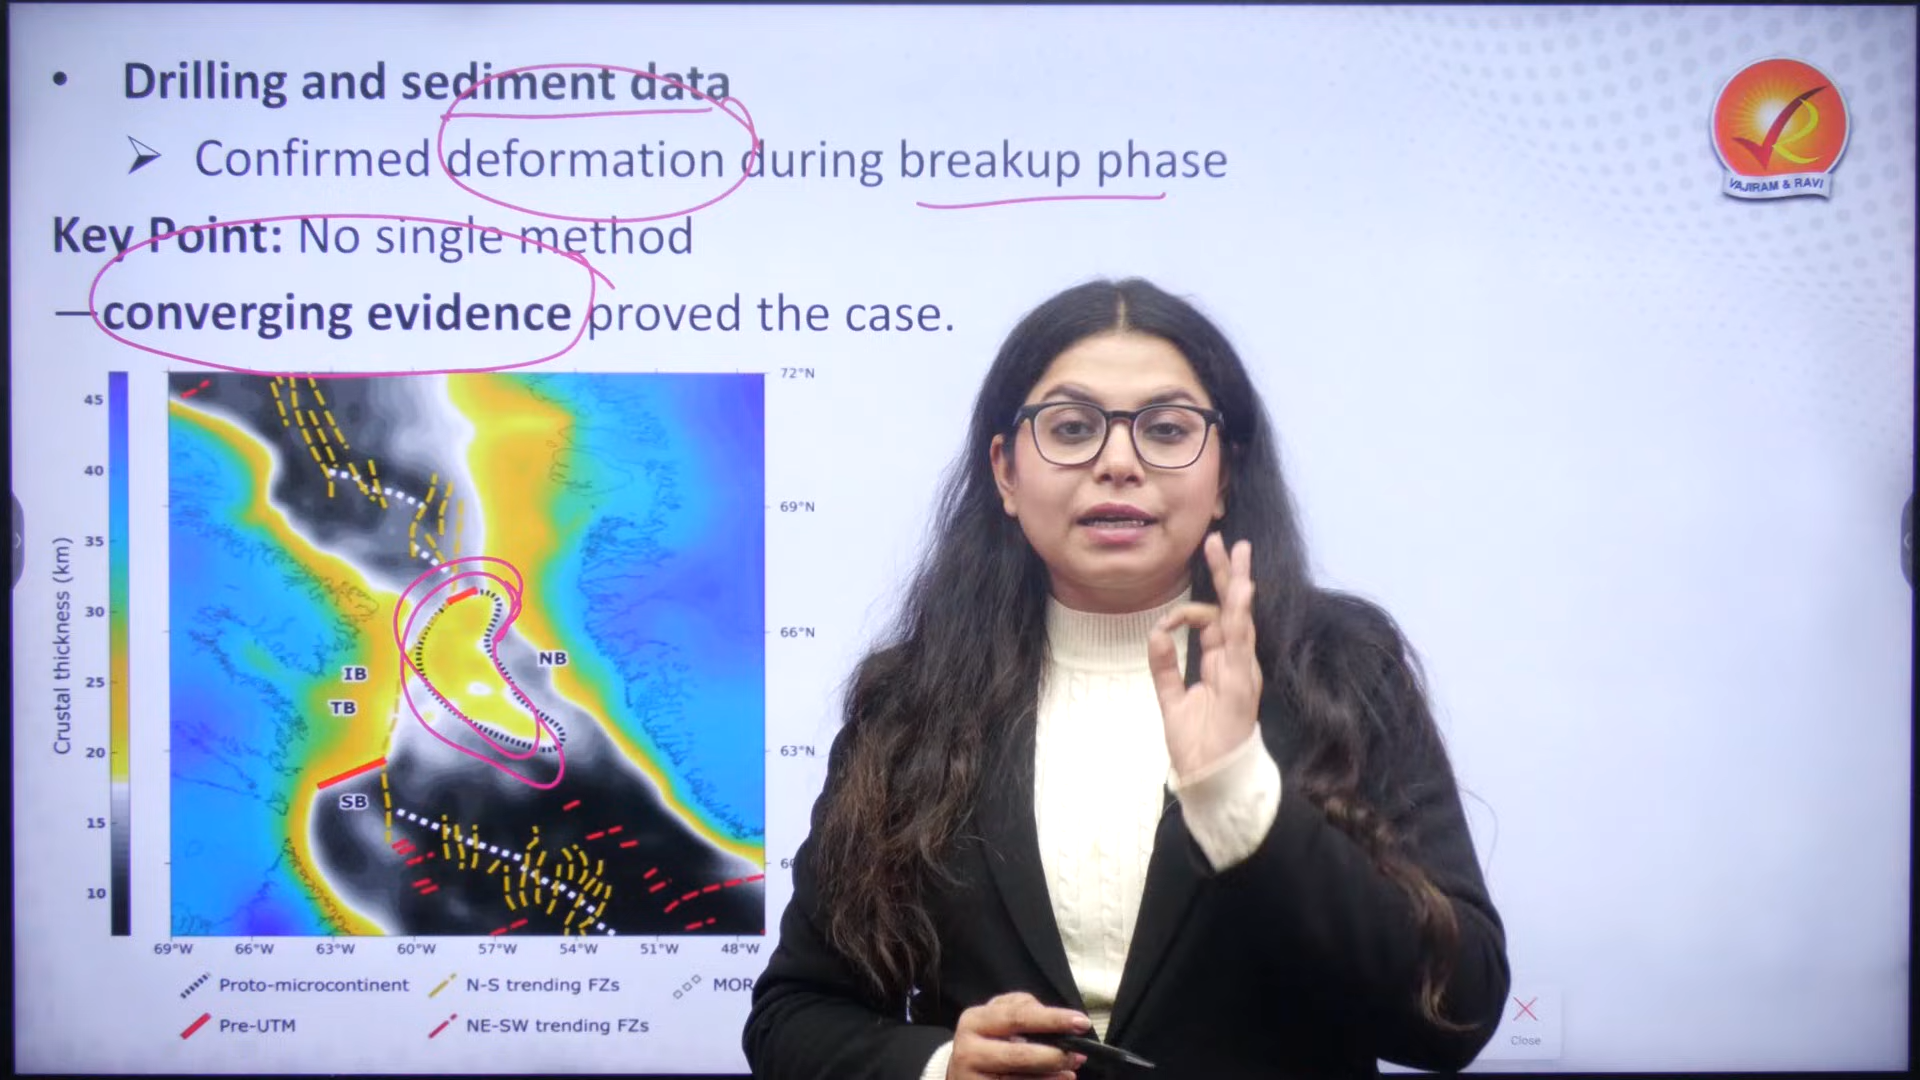 • Drilling and sediment data
➢ Confirmed deformation during breakup phase
Key Point: No single method
—converging evidence proved the case.
VAJIRAM & RAVI
Crustal thickness (km)
45
40
35
30
25
20
15
10
72°N
69°N
66°N
63°N
IB
TB
SB
NB
69°W 66°W 63°W 60°W 57°W 54°W 51°W 48°W
Proto-microcontinent N-S trending FZs MOR
Pre-UTM NE-SW trending FZs
Close